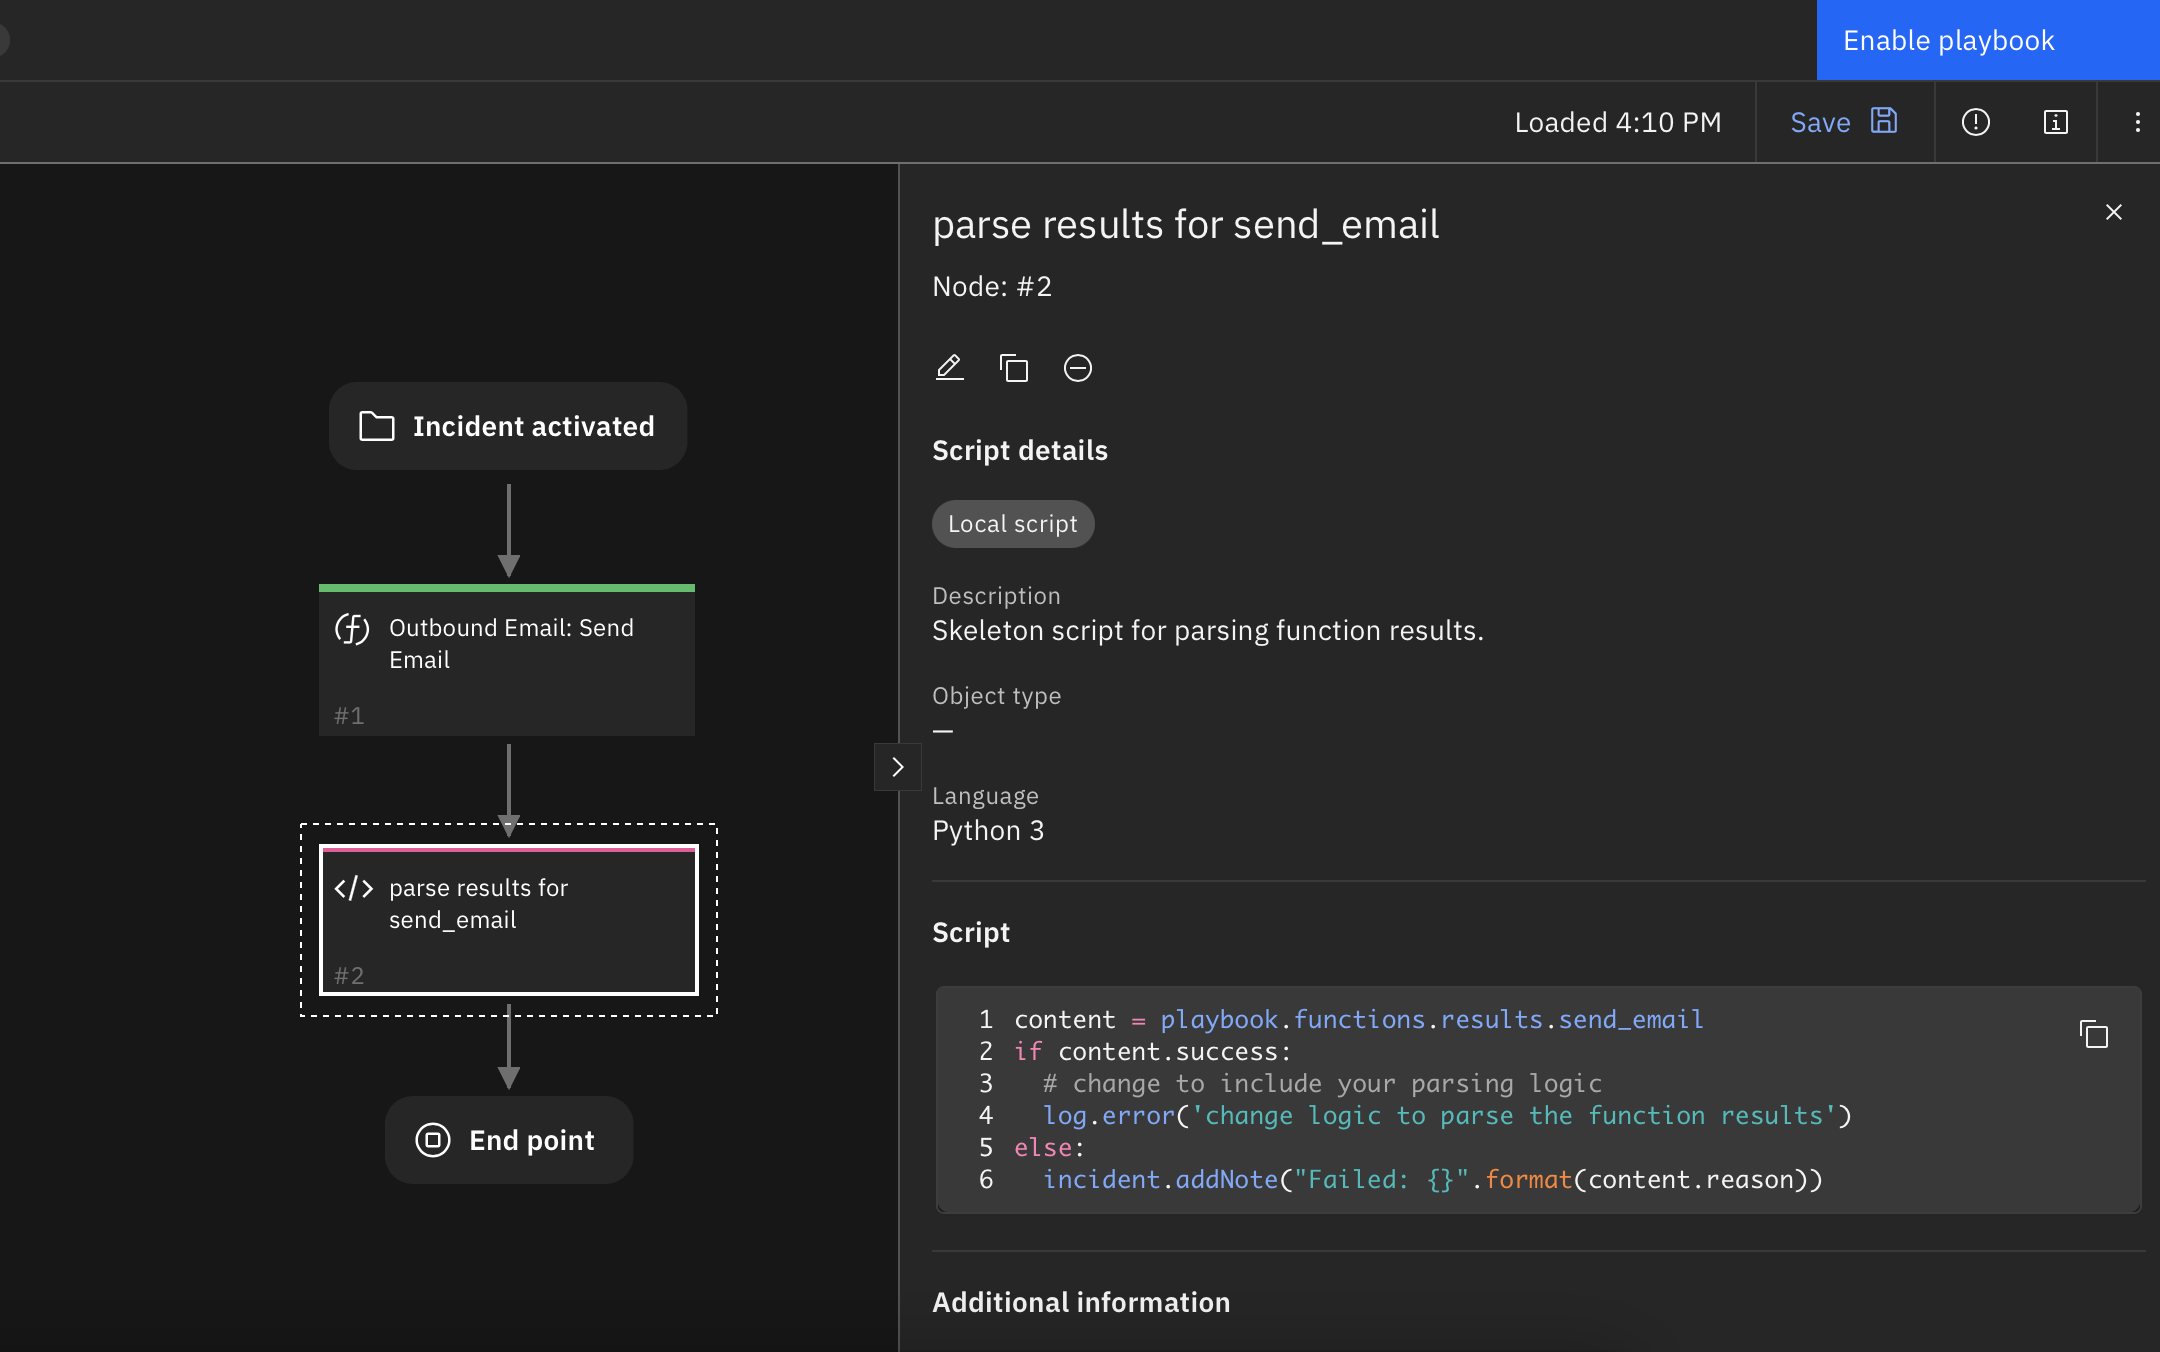 Enable playbook
Loaded 4:10 PM
Save
Incident activated
Outbound Email: Send
Email
#1
parse results for
send_email
#2
End point
parse results for send_email
Node: #2
Script details
Local script
Description
Skeleton script for parsing function results.
Object type
—
Language
Python 3
Script
1 content = playbook.functions.results.send_email
2 if content.success:
3   # change to include your parsing logic
4   log.error('change logic to parse the function results')
5 else:
6   incident.addNote("Failed: {}".format(content.reason))
Additional information